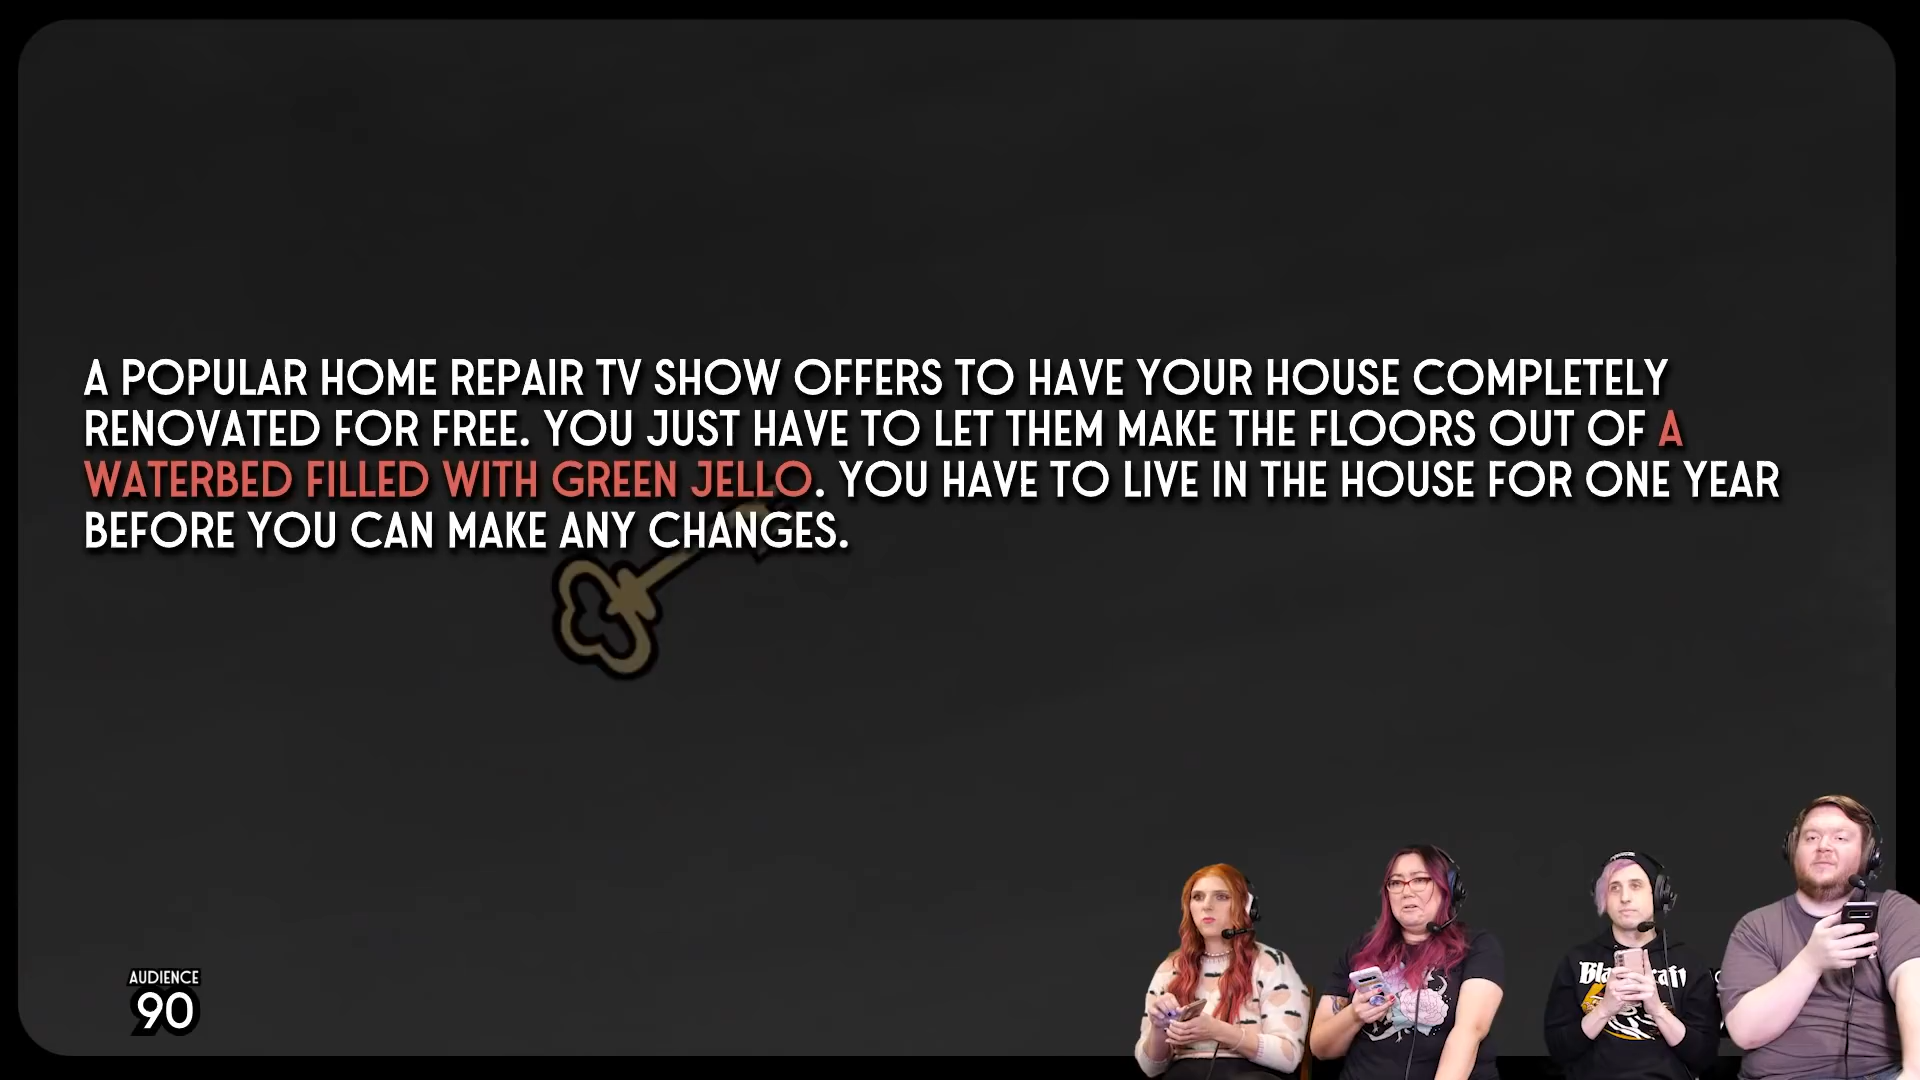 A POPULAR HOME REPAIR TV SHOW OFFERS TO HAVE YOUR HOUSE COMPLETELY
RENOVATED FOR FREE. YOU JUST HAVE TO LET THEM MAKE THE FLOORS OUT OF A
WATERBED FILLED WITH GREEN JELLO. YOU HAVE TO LIVE IN THE HOUSE FOR ONE YEAR
BEFORE YOU CAN MAKE ANY CHANGES.
AUDIENCE
90